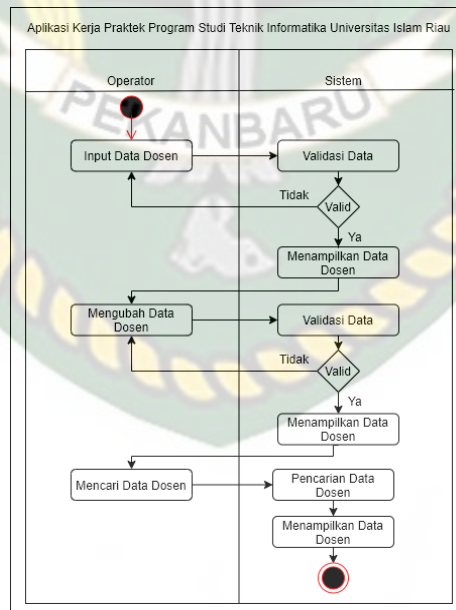 Aplikasi Kerja Praktek Program Studi Teknik Informatika Universitas Islam Riau
Operator
Sistem
PEKANBARU
Input Data Dosen
Validasi Data
Tidak
Valid
Ya
Menampilkan Data
Dosen
Mengubah Data
Dosen
Validasi Data
Tidak
Valid
Ya
Menampilkan Data
Dosen
Mencari Data Dosen
Pencarian Data
Dosen
Menampilkan Data
Dosen